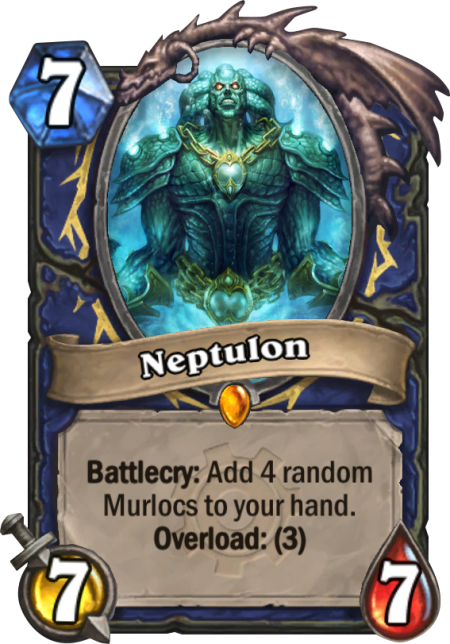 7
Neptulon
Battlecry: Add 4 random
Murlocs to your hand.
Overload: (3)
7
7